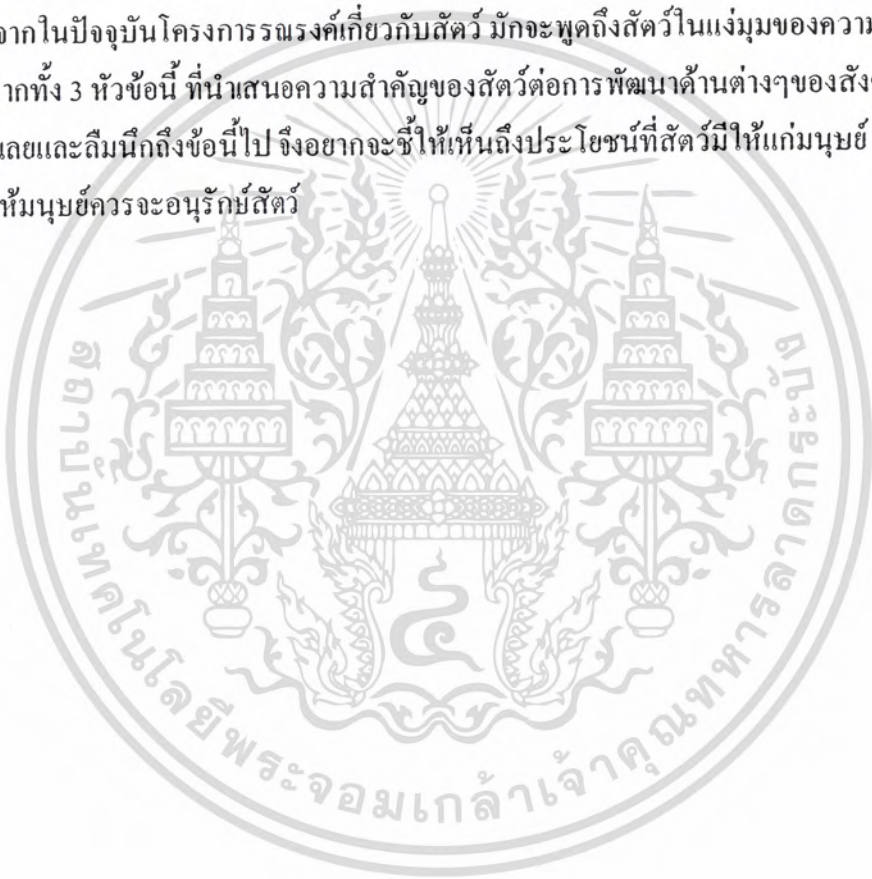 จากในปัจจุบันโครงการรณรงค์เกี่ยวกับสัตว์ มักจะพูดถึงสัตว์ในแง่มุมของความ
ากทั้ง 3 หัวข้อนี้ ที่นำเสนอความสำคัญของสัตว์ต่อการพัฒนาด้านต่างๆของสัง
เลยและลืมนึกถึงข้อนี้ไป จึงอยากจะชี้ให้เห็นถึงประโยชน์ที่สัตว์มีให้แก่มนุษย์
ห้มนุษย์ควรจะอนุรักษ์สัตว์
สถาบันเทคโนโลยีพระจอมเกล้าเจ้าคุณทหารลาดกระบัง
๔